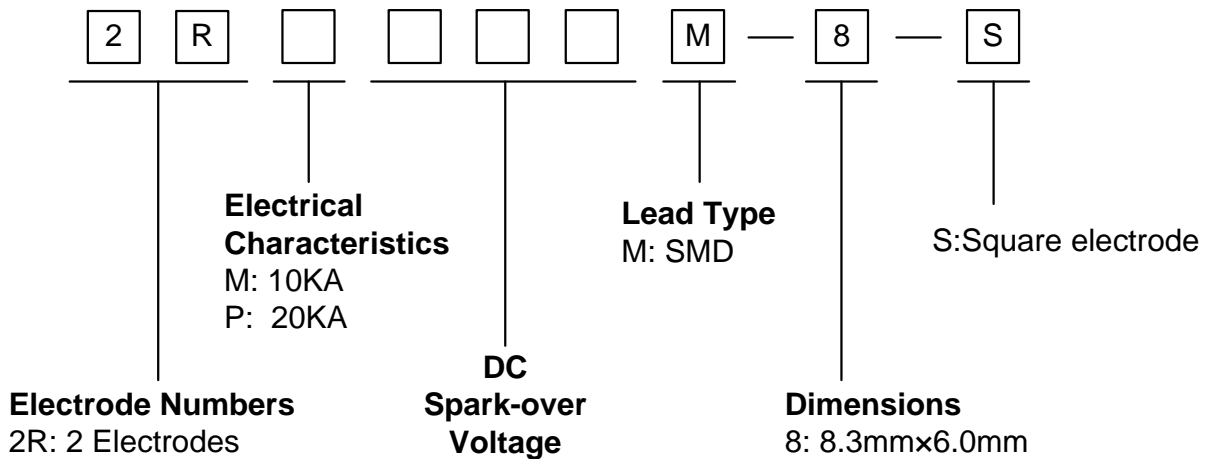 2 R M — 8 — S
Electrical
Characteristics
M: 10KA
P: 20KA
Lead Type
M: SMD
S:Square electrode
Electrode Numbers
2R: 2 Electrodes
DC
Spark-over
Voltage
Dimensions
8: 8.3mm×6.0mm